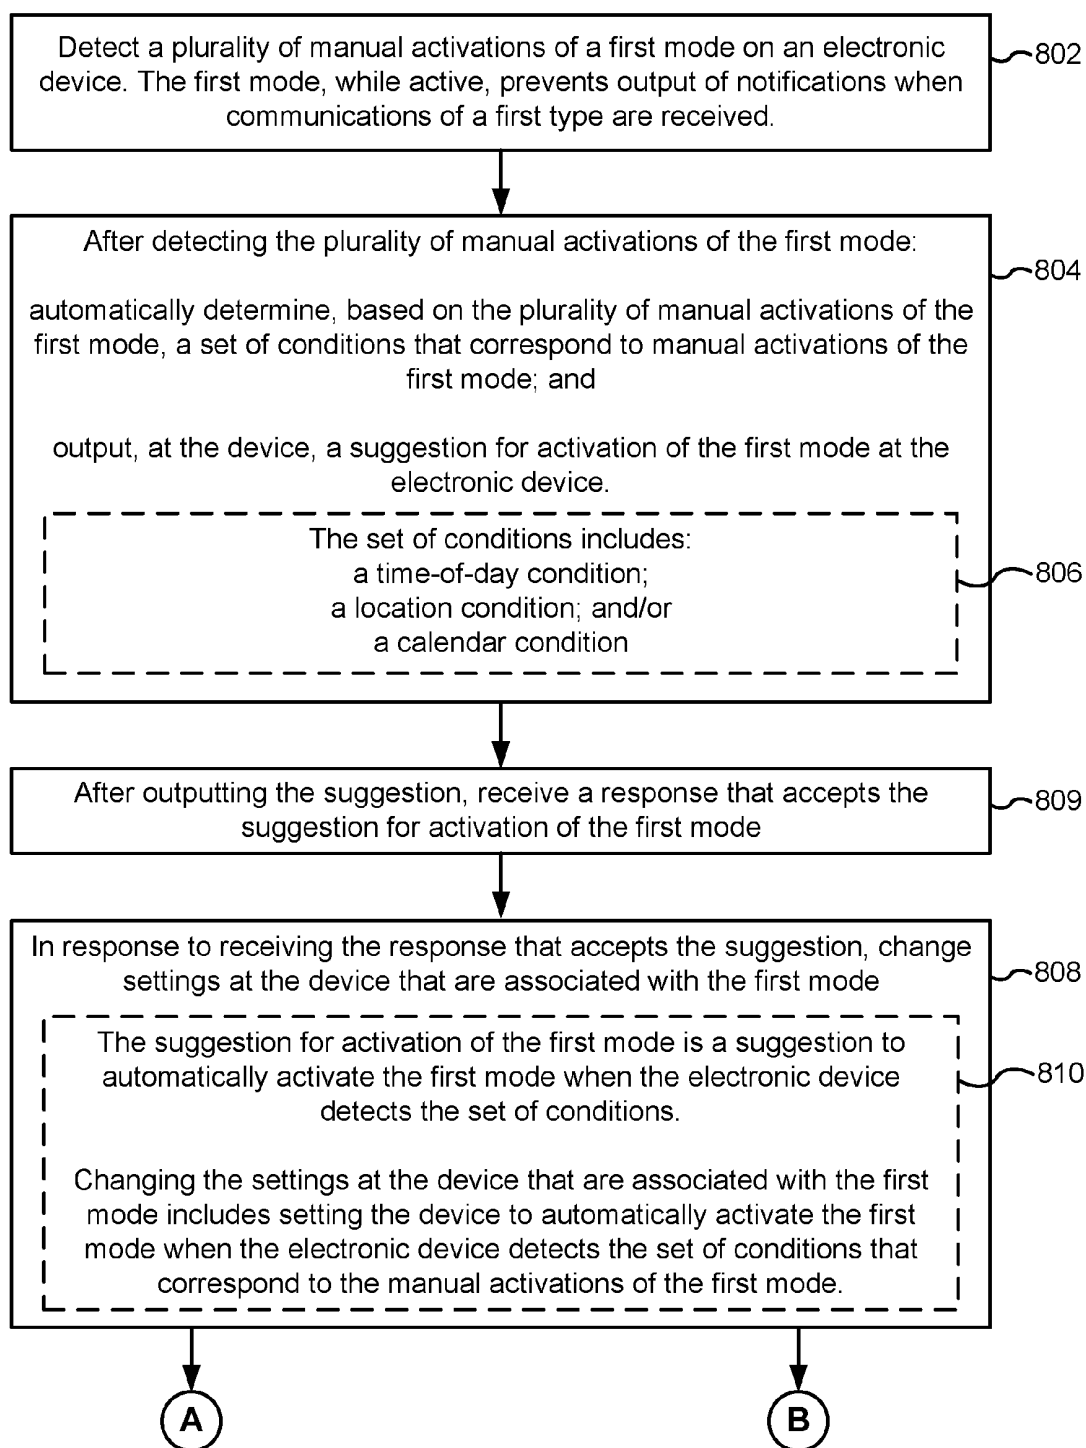 Detect a plurality of manual activations of a first mode on an electronic
device. The first mode, while active, prevents output of notifications when
communications of a first type are received.
802
After detecting the plurality of manual activations of the first mode:
804
automatically determine, based on the plurality of manual activations of the
first mode, a set of conditions that correspond to manual activations of the
first mode; and
output, at the device, a suggestion for activation of the first mode at the
electronic device.
The set of conditions includes:
a time-of-day condition;
a location condition; and/or
a calendar condition
806
After outputting the suggestion, receive a response that accepts the
suggestion for activation of the first mode
809
In response to receiving the response that accepts the suggestion, change
settings at the device that are associated with the first mode
808
The suggestion for activation of the first mode is a suggestion to
automatically activate the first mode when the electronic device
detects the set of conditions.
810
Changing the settings at the device that are associated with the first
mode includes setting the device to automatically activate the first
mode when the electronic device detects the set of conditions that
correspond to the manual activations of the first mode.
A
B